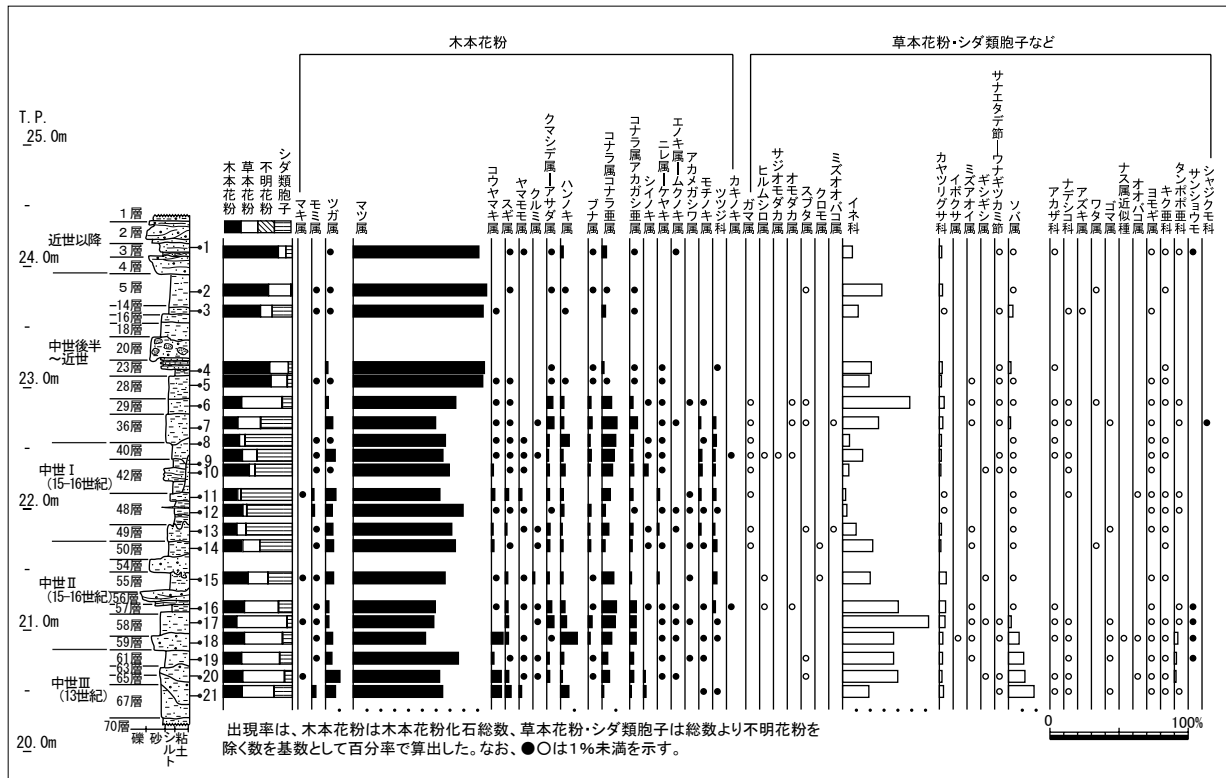 木本花粉
草本花粉・シダ類胞子など
T.P.
25.0m
24.0m
23.0m
22.0m
21.0m
20.0m
近世以降
中世後半
～近世
中世Ⅰ
(15-16世紀)
中世Ⅱ
(15-16世紀)
中世Ⅲ
(13世紀)
1層
2層
3層
4層
5層
14層
16層
18層
20層
23層
28層
29層
36層
40層
42層
48層
49層
50層
54層
55層
56層
57層
58層
59層
61層
63層
65層
67層
70層
礫
砂
シルト
粘土
1
2
3
4
5
6
7
8
9
10
11
12
13
14
15
16
17
18
19
20
21
木本花粉
草本花粉
不明花粉
シダ類胞子
マキ属
モミ属
ツガ属
マツ属
コウヤマキ属
スギ属
ヤマモモ属
クルミ属
クマシデ属―アサダ属
ハンノキ属
ブナ属
コナラ属コナラ亜属
コナラ属アカガシ亜属
シイノキ属
ニレ属―ケヤキ属
エノキ属―ムクノキ属
アカメガシワ属
モチノキ属
ツツジ科
カキノキ属
ガマ属
ヒルムシロ属
サジオモダカ属
オモダカ属
スブタ属
クロモ属
ミズオオバコ属
イネ科
カヤツリグサ科
イボクサ属
ミズアオイ属
ギシギシ属
サナエタデ節―ウナギツカミ節
ソバ属
アカザ科
ナデシコ科
アズキ属
ワタ属
ゴマ属
ナス属近似種
オオバコ属
ヨモギ属
キク亜科
タンポポ亜科
サンショウモ
シャジクモ科
0
100%
出現率は、木本花粉は木本花粉化石総数、草本花粉・シダ類胞子は総数より不明花粉を
除く数を基数として百分率で算出した。なお、●○は1%未満を示す。